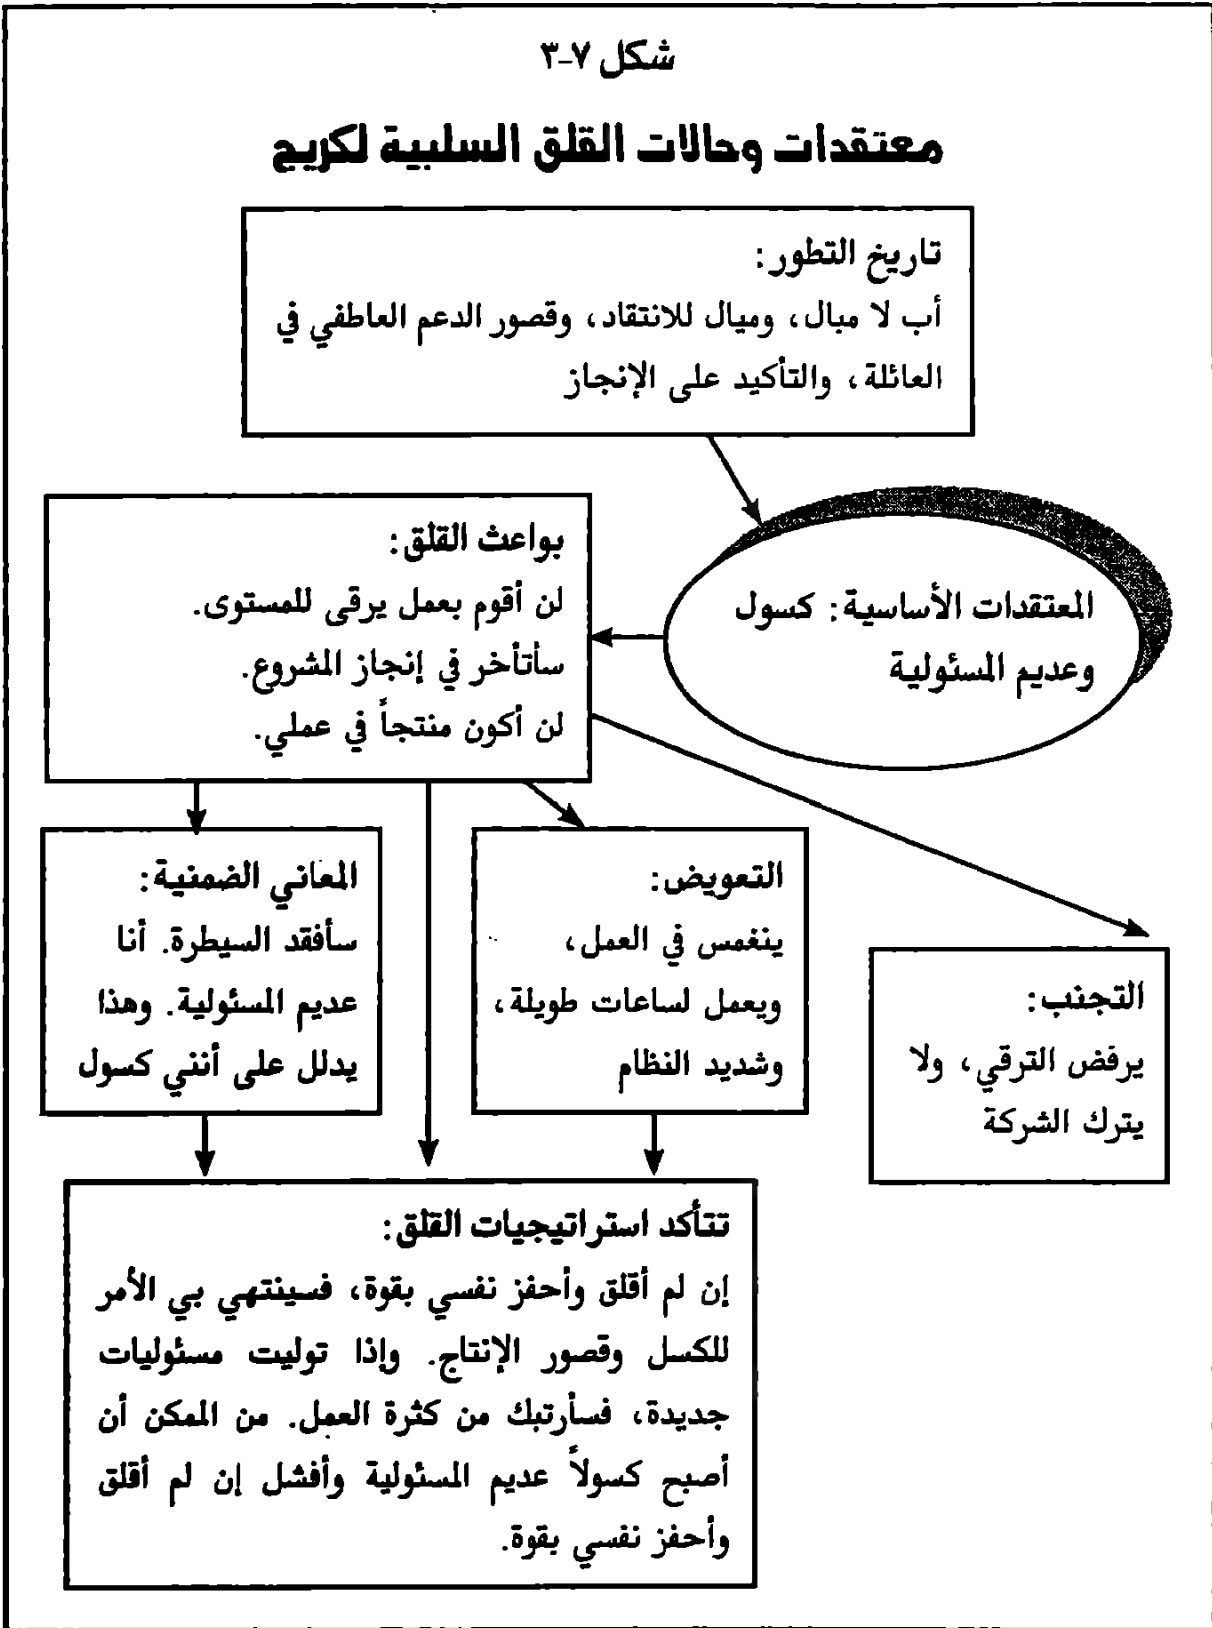 شكل ٧-٣
معتقدات وحالات القلق السلبية لكريج
تاريخ التطور:
أب لا مبال، وميال للانتقاد، وقصور الدعم العاطفي في
العائلة، والتأكيد على الإنجاز
المعتقدات الأساسية: كسول
وعديم المسئولية
بواعث القلق:
لن أقوم بعمل يرقى للمستوى.
سأتأخر في إنجاز المشروع.
لن أكون منتجاً في عملي.
التجنب:
يرفض الترقي، ولا
يترك الشركة
التعويض:
ينغمس في العمل،
ويعمل لساعات طويلة،
وشديد النظام
المعاني الضمنية:
سأفقد السيطرة. أنا
عديم المسئولية. وهذا
يدلل على أنني كسول
تتأكد استراتيجيات القلق:
إن لم أقلق وأحفز نفسي بقوة، فسينتهي بي الأمر
للكسل وقصور الإنتاج. وإذا توليت مسئوليات
جديدة، فسأرتبك من كثرة العمل. من الممكن أن
أصبح كسولاً عديم المسئولية وأفشل إن لم أقلق
وأحفز نفسي بقوة.